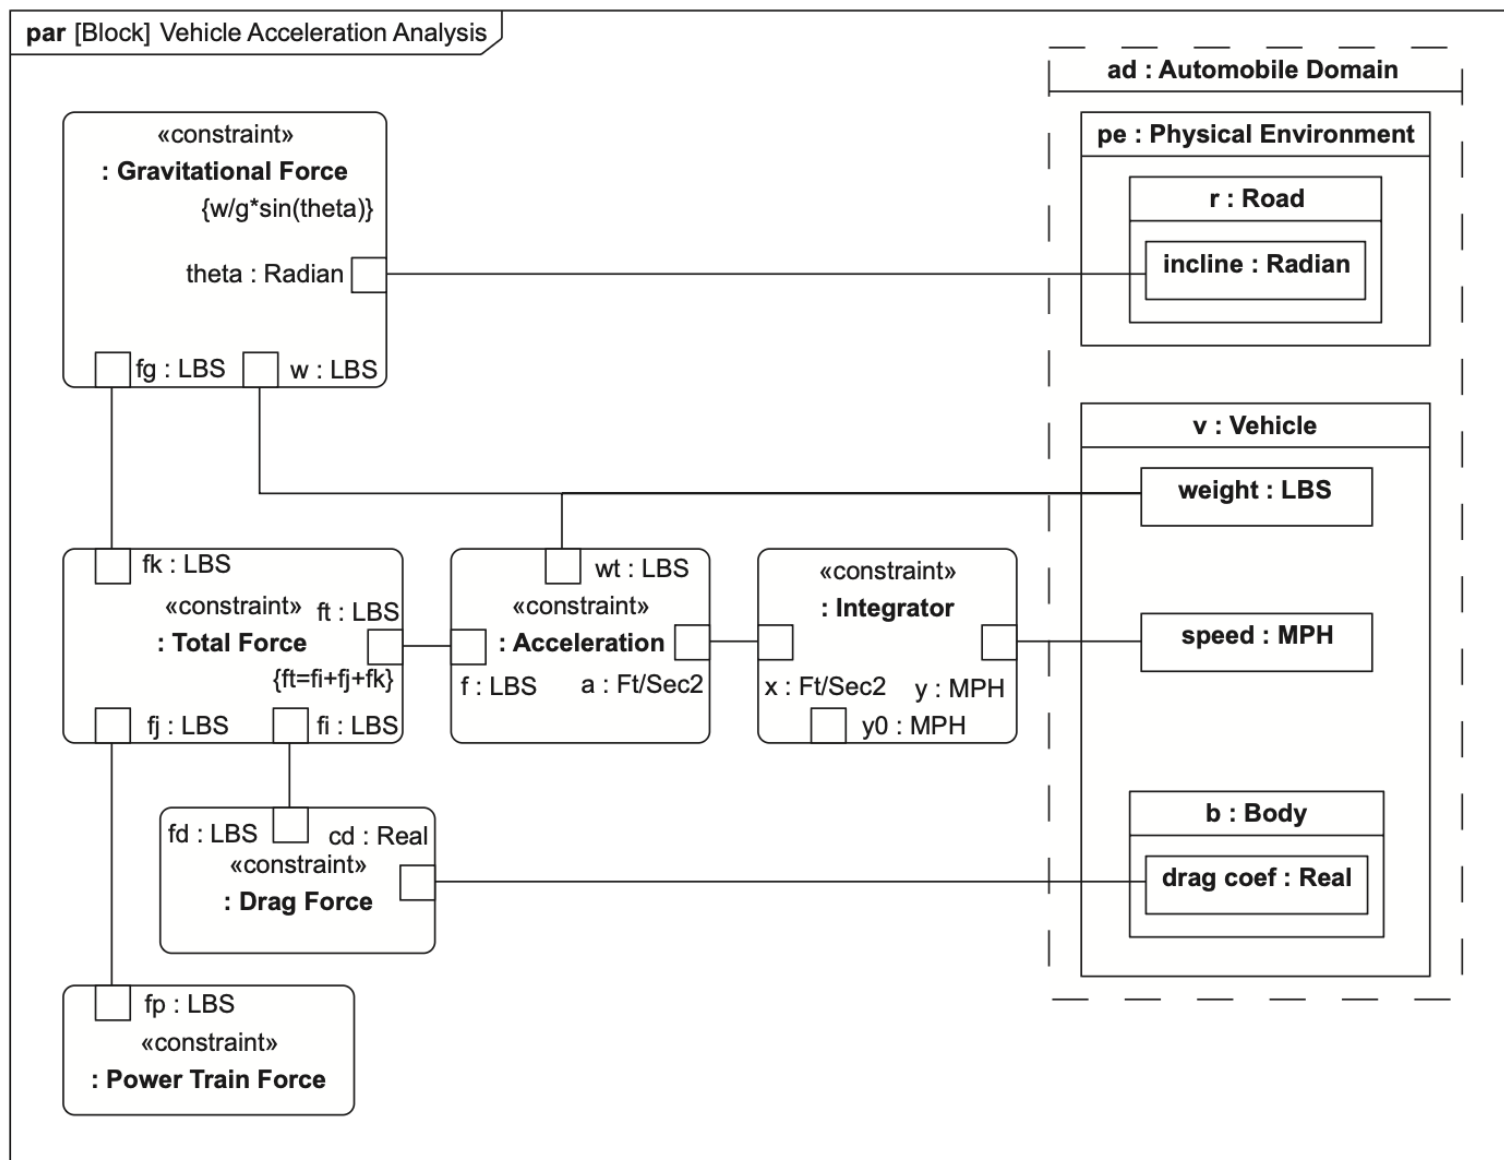 par [Block] Vehicle Acceleration Analysis
ad : Automobile Domain
pe : Physical Environment
r : Road
incline : Radian
«constraint»
: Gravitational Force
{w/g*sin(theta)}
theta : Radian
fg : LBS
w : LBS
v : Vehicle
weight : LBS
speed : MPH
b : Body
drag coef : Real
fk : LBS
«constraint»
ft : LBS
: Total Force
{ft=fi+fj+fk}
fj : LBS
fi : LBS
wt : LBS
«constraint»
: Acceleration
f : LBS
a : Ft/Sec2
«constraint»
: Integrator
x : Ft/Sec2
y : MPH
y0 : MPH
fd : LBS
cd : Real
«constraint»
: Drag Force
fp : LBS
«constraint»
: Power Train Force